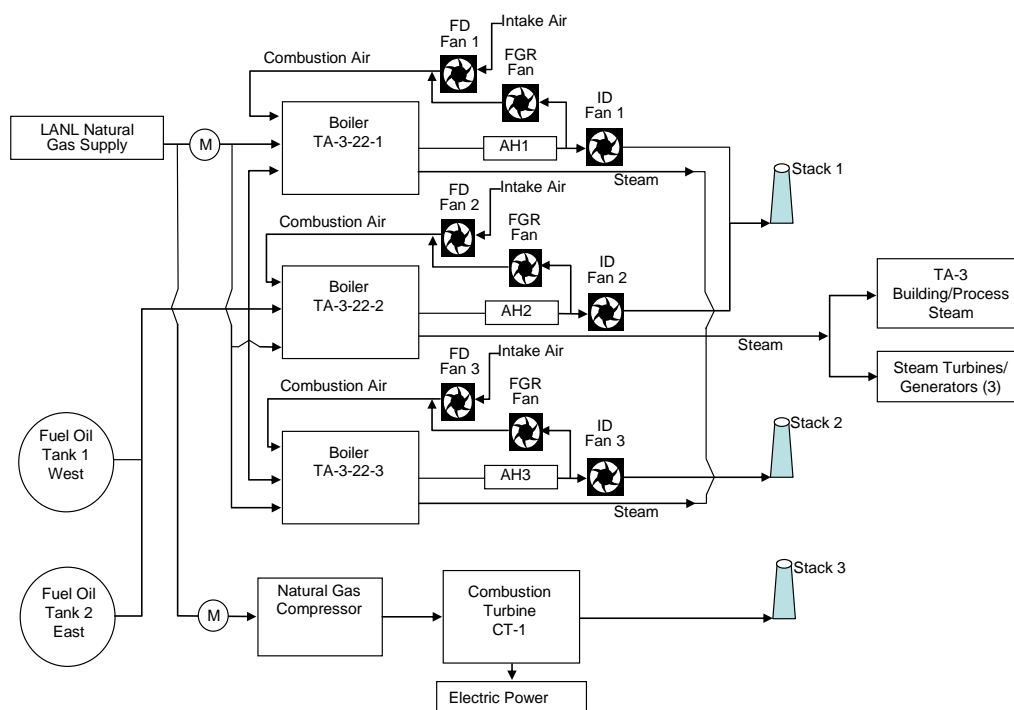 FD
Fan 1
Intake Air
Combustion Air
FGR
Fan
ID
Fan 1
LANL Natural
Gas Supply
M
Boiler
TA-3-22-1
AH1
Steam
Stack 1
FD
Fan 2
Intake Air
Combustion Air
FGR
Fan
ID
Fan 2
Boiler
TA-3-22-2
AH2
Steam
TA-3
Building/Process
Steam
Steam Turbines/
Generators (3)
FD
Fan 3
Intake Air
Combustion Air
FGR
Fan
ID
Fan 3
Stack 2
Fuel Oil
Tank 1
West
Boiler
TA-3-22-3
AH3
Steam
Fuel Oil
Tank 2
East
M
Natural Gas
Compressor
Combustion
Turbine
CT-1
Stack 3
Electric Power